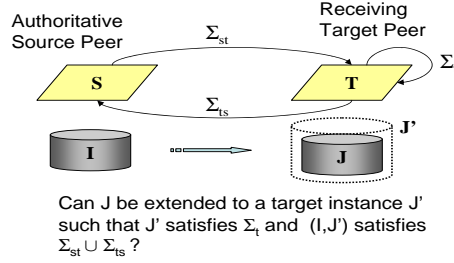 Authoritative
Source Peer
Receiving
Target Peer
Σst
Σ
S
T
Σts
J'
I
J
Can J be extended to a target instance J'
such that J' satisfies Σt and (I,J') satisfies
Σst ∪ Σts ?